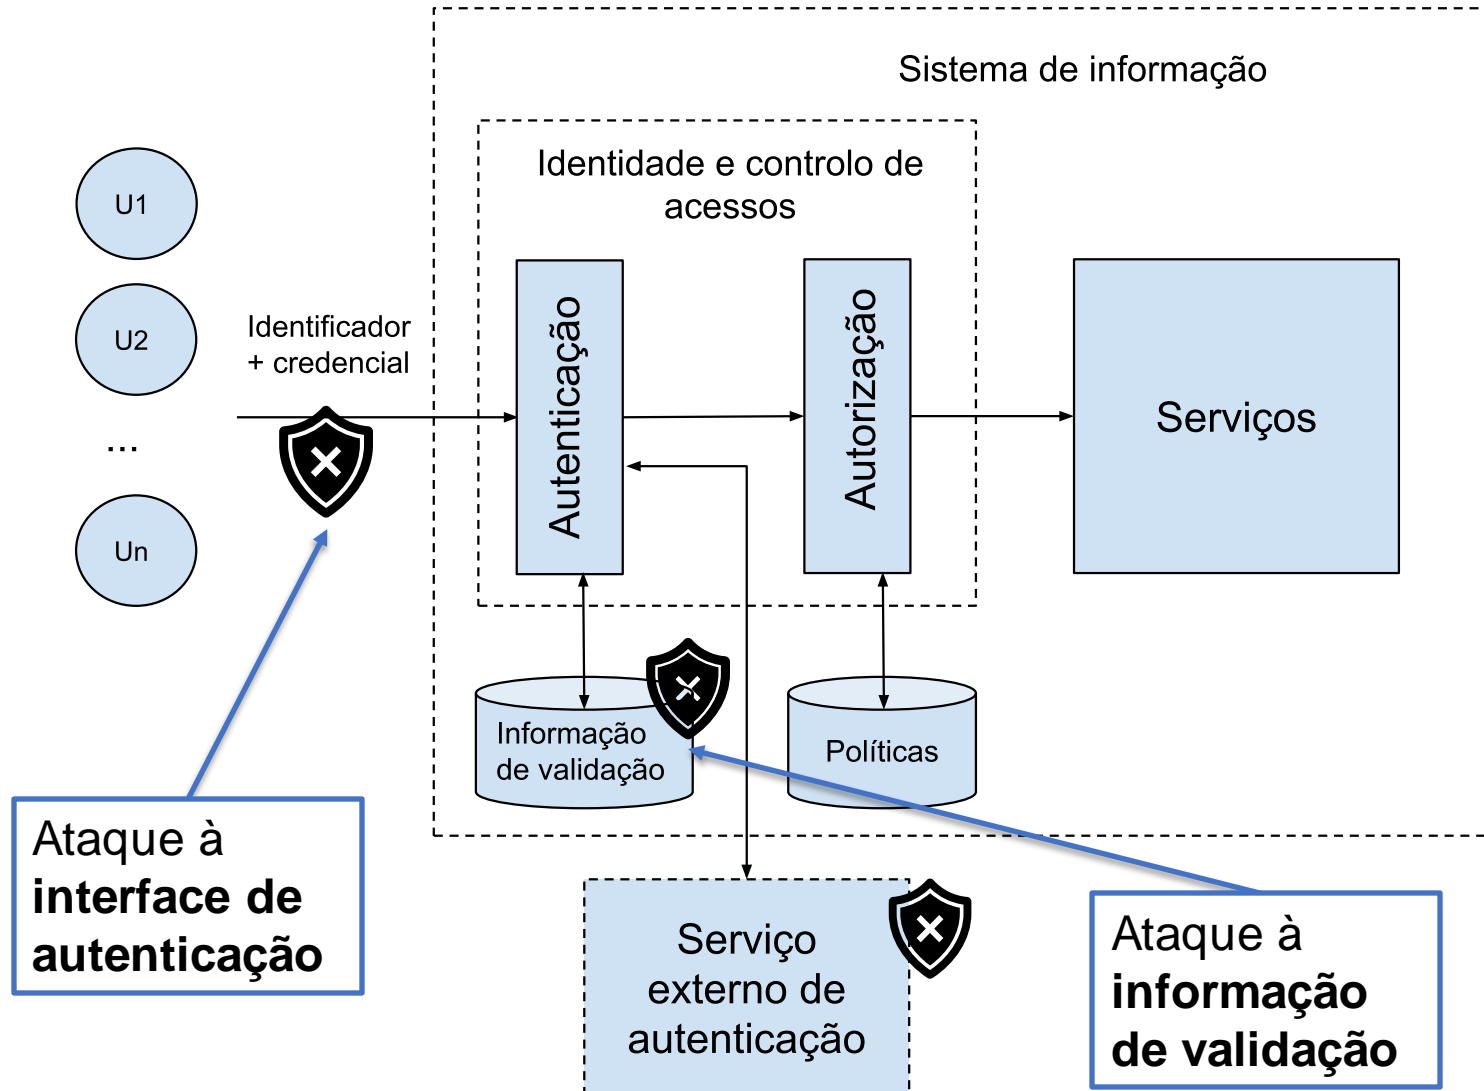 Sistema de informação
Identidade e controlo de
acessos
U1
U2
...
Un
Identificador
+ credencial
Autenticação
Autorização
Serviços
Informação
de validação
Políticas
Ataque à
interface de
autenticação
Serviço
externo de
autenticação
Ataque à
informação
de validação